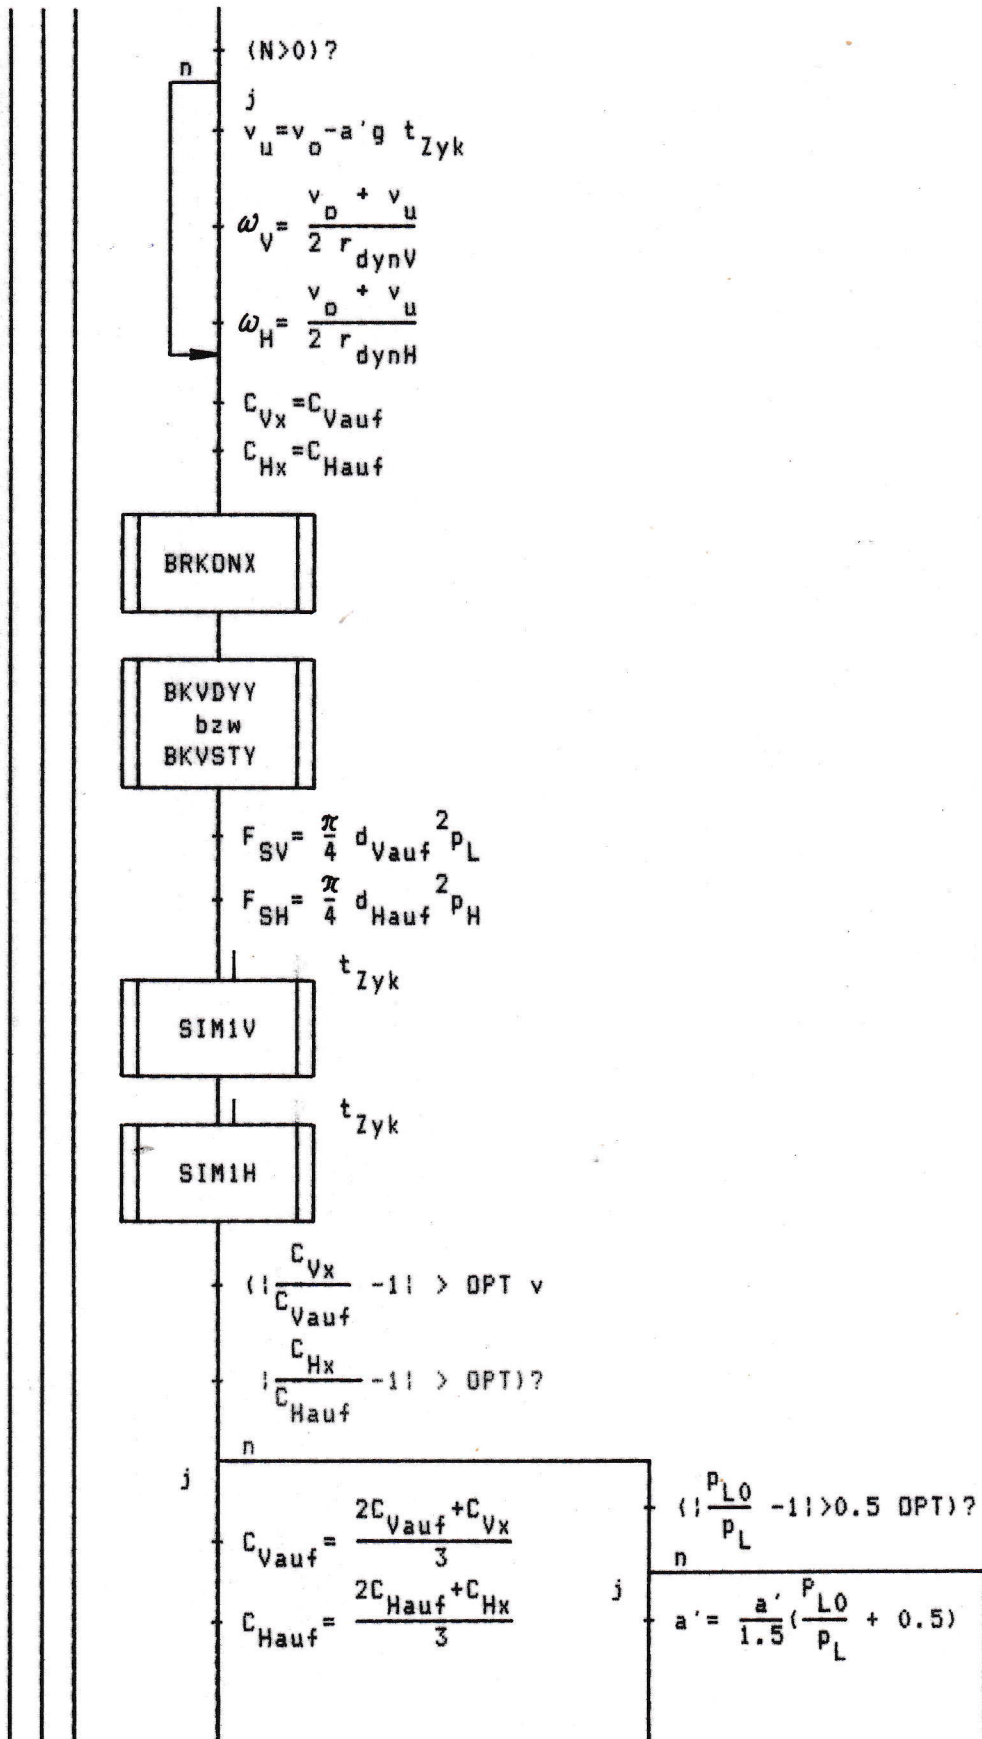 (N>0)?
n
j
v_u=v_o-a'g t_Zyk
ω_V= (v_o + v_u)/(2 r_dynV)
ω_H= (v_o + v_u)/(2 r_dynH)
C_Vx=C_Vauf
C_Hx=C_Hauf
BRKONX
BKVDYY
bzw
BKVSTY
F_SV= π/4 d_Vauf^2 p_L
F_SH= π/4 d_Hauf^2 p_H
t_Zyk
SIM1V
t_Zyk
SIM1H
(|C_Vx/C_Vauf -1| > OPT v
|C_Hx/C_Hauf -1| > OPT)?
n
j
C_Vauf= (2C_Vauf+C_Vx)/3
C_Hauf= (2C_Hauf+C_Hx)/3
(|p_L0/p_L -1|>0.5 OPT)?
n
j
a'= a'/1.5(p_L0/p_L + 0.5)